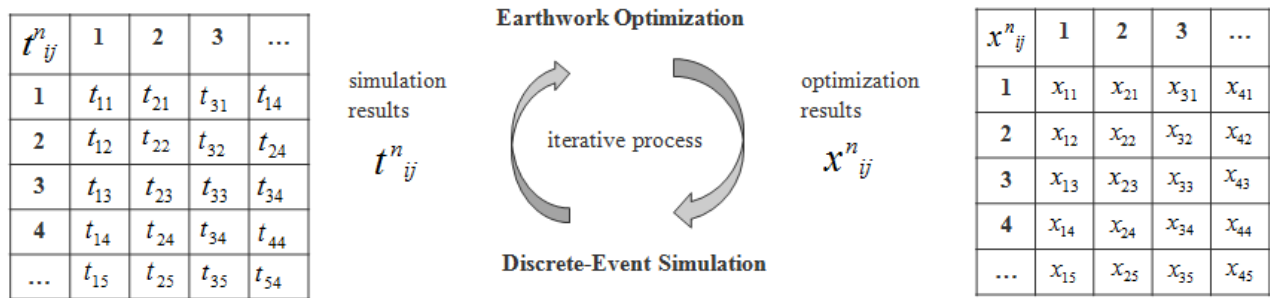 Earthwork Optimization
t^n_ij 1 2 3 ...
1 t_11 t_21 t_31 t_14
2 t_12 t_22 t_32 t_24
3 t_13 t_23 t_33 t_34
4 t_14 t_24 t_34 t_44
... t_15 t_25 t_35 t_54
simulation
results
t^n_ij
iterative process
optimization
results
x^n_ij
Discrete-Event Simulation
x^n_ij 1 2 3 ...
1 x_11 x_21 x_31 x_41
2 x_12 x_22 x_32 x_42
3 x_13 x_23 x_33 x_43
4 x_14 x_24 x_34 x_44
... x_15 x_25 x_35 x_45